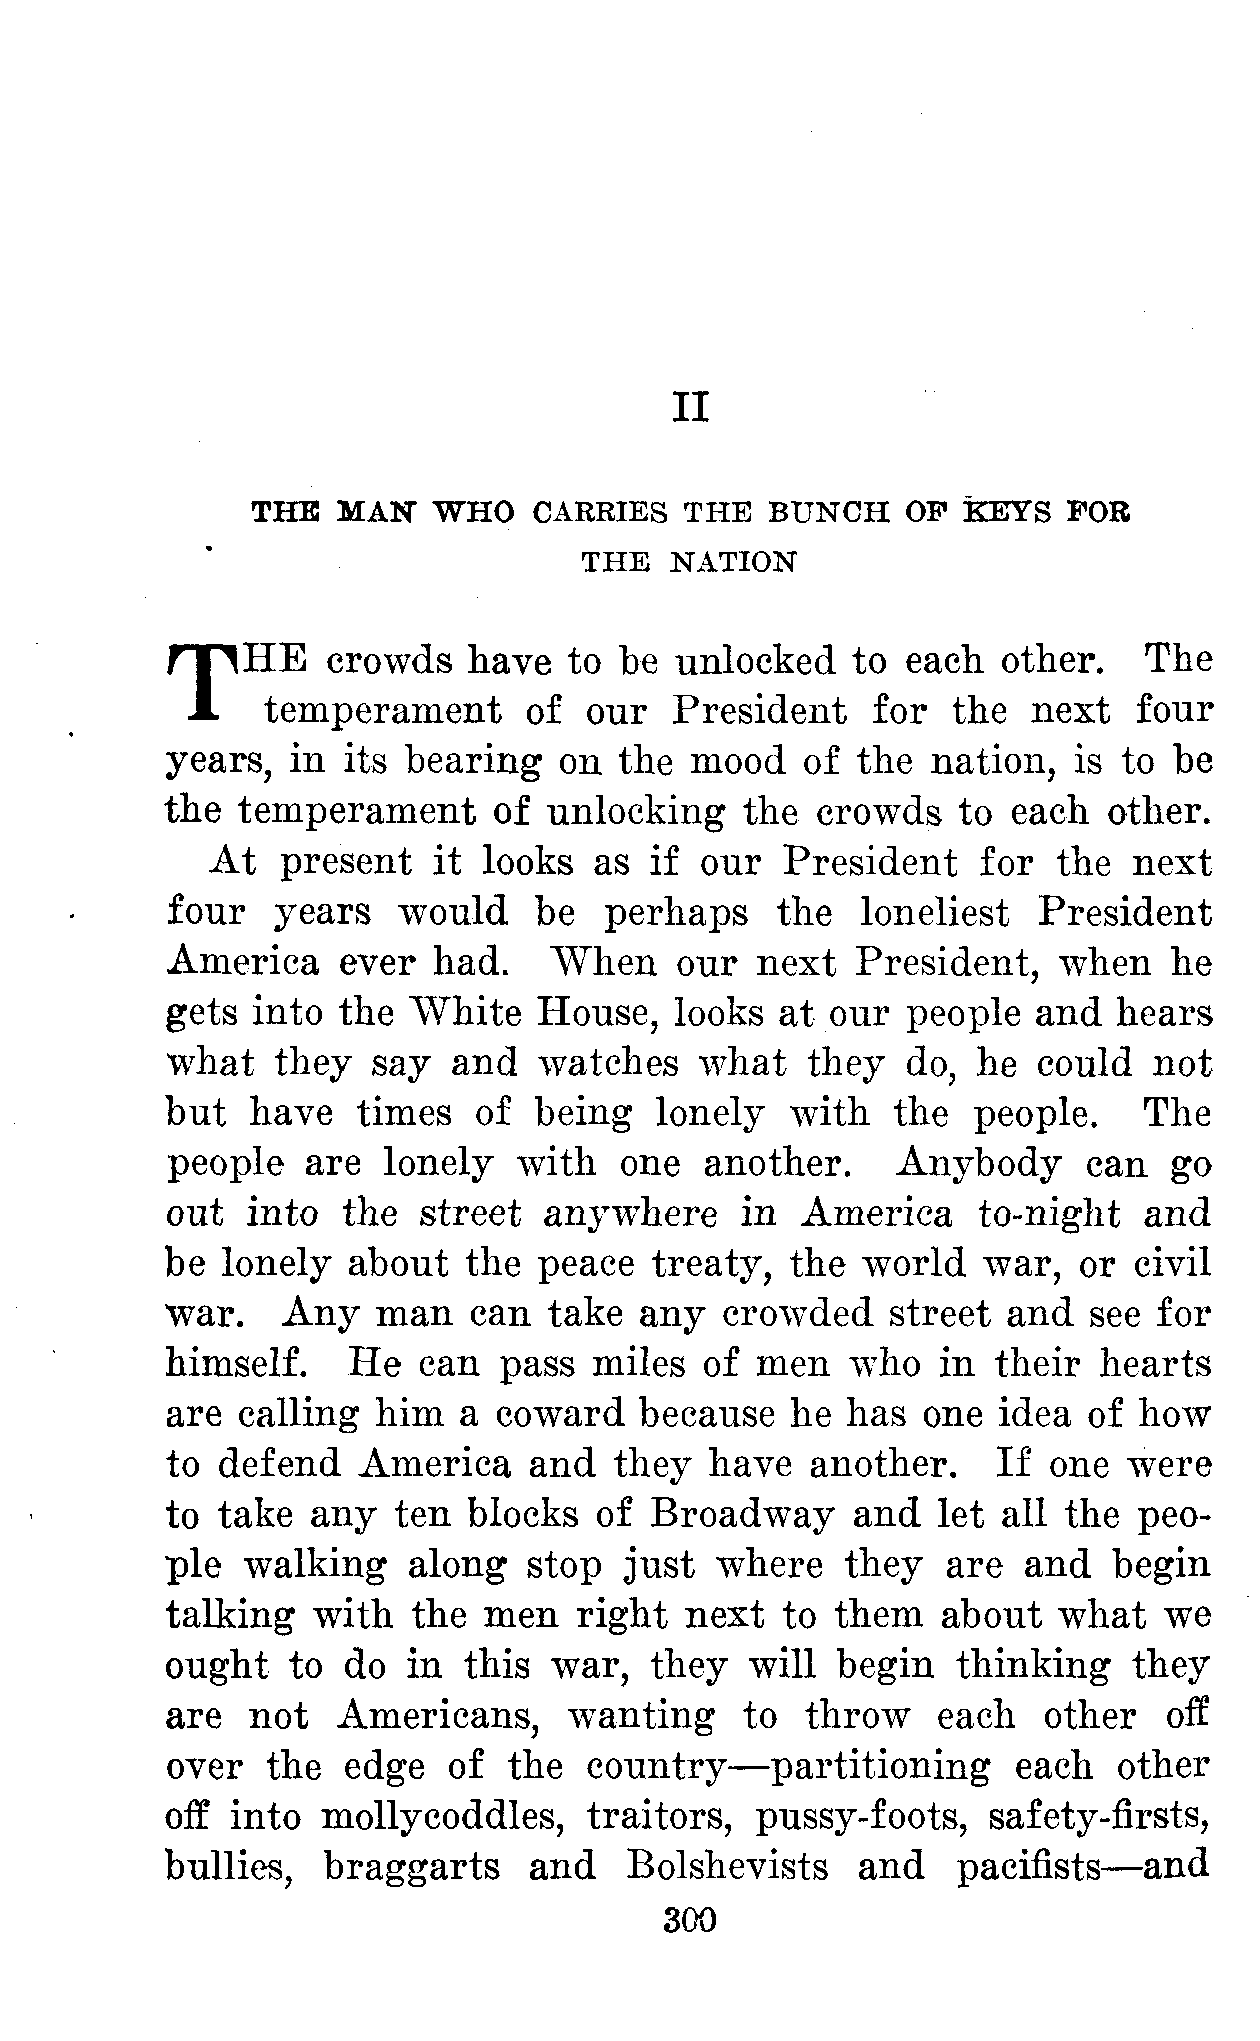 II
THE MAN WHO CARRIES THE BUNCH OF KEYS FOR
THE NATION
THE crowds have to be unlocked to each other. The
temperament of our President for the next four
years, in its bearing on the mood of the nation, is to be
the temperament of unlocking the crowds to each other.
At present it looks as if our President for the next
four years would be perhaps the loneliest President
America ever had. When our next President, when he
gets into the White House, looks at our people and hears
what they say and watches what they do, he could not
but have times of being lonely with the people. The
people are lonely with one another. Anybody can go
out into the street anywhere in America to-night and
be lonely about the peace treaty, the world war, or civil
war. Any man can take any crowded street and see for
himself. He can pass miles of men who in their hearts
are calling him a coward because he has one idea of how
to defend America and they have another. If one were
to take any ten blocks of Broadway and let all the peo-
ple walking along stop just where they are and begin
talking with the men right next to them about what we
ought to do in this war, they will begin thinking they
are not Americans, wanting to throw each other off
over the edge of the country—partitioning each other
off into mollycoddles, traitors, pussy-foots, safety-firsts,
bullies, braggarts and Bolshevists and pacifists—and
300